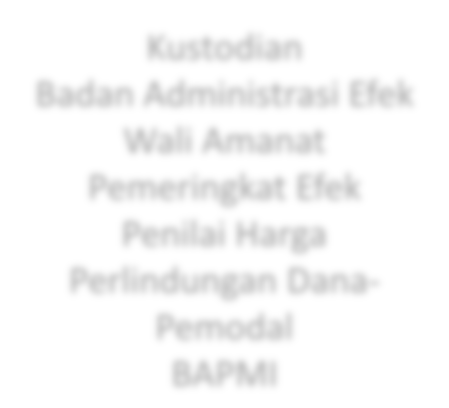 Kustodian
Badan Administrasi Efek
Wali Amanat
Pemeringkat Efek
Penilai Harga
Perlindungan Dana-
Pemodal
BAPMI